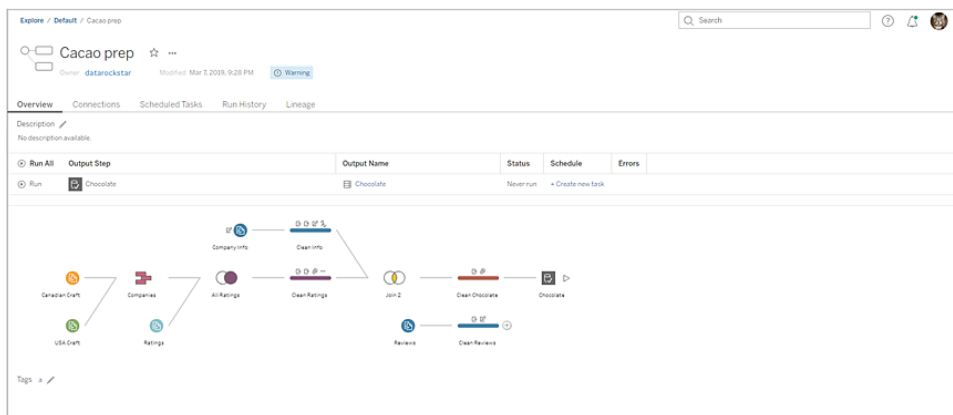 Explore / Default / Cacao prep
Search
Cacao prep
Owner datarockstar Modified Mar 7, 2019, 9:28 PM Warning
Overview Connections Scheduled Tasks Run History Lineage
Description
No description available.
Run All Output Step Output Name Status Schedule Errors
Run Chocolate Chocolate Never run + Create new task
Company Info Clean Info
Canadian Craft Companies All Ratings Clean Ratings Join 2 Clean Chocolate Chocolate
USA Craft Ratings Reviews Clean Reviews
Tags